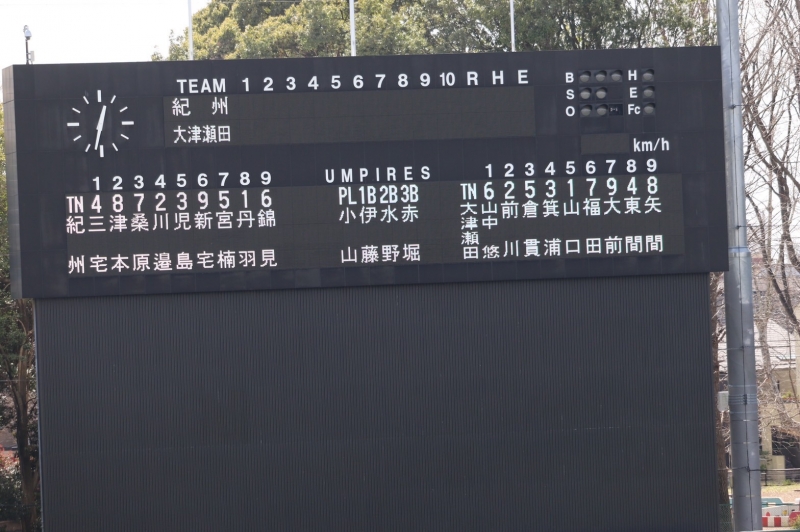 TEAM 1 2 3 4 5 6 7 8 9 10 R H E
紀州
大津瀬田
B H
S E
O Fc
km/h
1 2 3 4 5 6 7 8 9
TN 4 8 7 2 3 9 5 1 6
紀三津桑川児新宮丹錦
州宅本原邉島宅楠羽見
UMPIRES
PL 1B 2B 3B
小伊水赤
山藤野堀
1 2 3 4 5 6 7 8 9
TN 6 2 5 3 1 7 9 4 8
大山前倉箕山福大東矢
津中
瀬
田悠川貫浦口田前間間